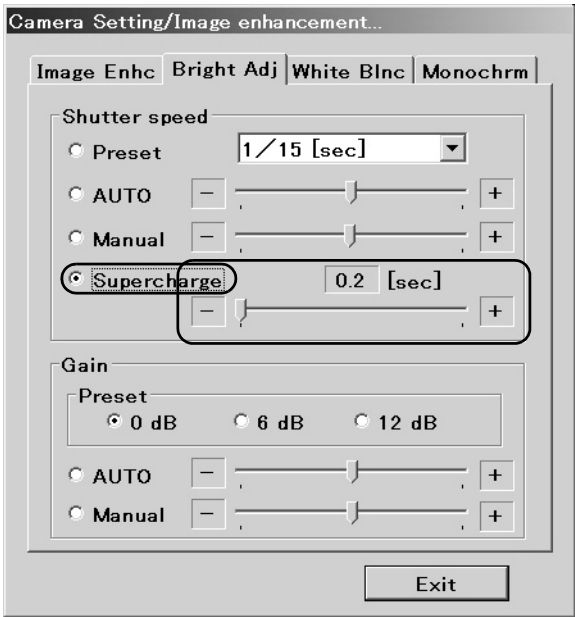 Camera Setting/Image enhancement...
Image Enhc Bright Adj White Blnc Monochrm
Shutter speed
Preset 1/15 [sec]
AUTO − +
Manual − +
Supercharge 0.2 [sec]
− +
Gain
Preset
0 dB 6 dB 12 dB
AUTO − +
Manual − +
Exit